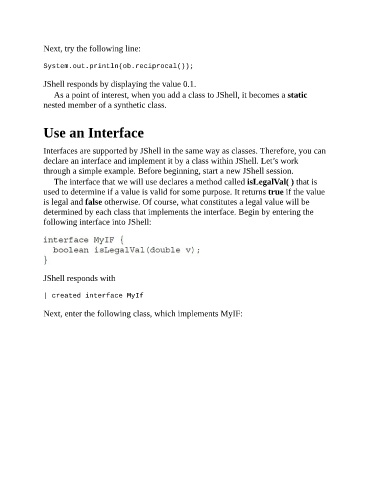 Next, try the following line:
System.out.println(ob.reciprocal());
JShell responds by displaying the value 0.1.
As a point of interest, when you add a class to JShell, it becomes a static
nested member of a synthetic class.
Use an Interface
Interfaces are supported by JShell in the same way as classes. Therefore, you can
declare an interface and implement it by a class within JShell. Let’s work
through a simple example. Before beginning, start a new JShell session.
The interface that we will use declares a method called isLegalVal( ) that is
used to determine if a value is valid for some purpose. It returns true if the value
is legal and false otherwise. Of course, what constitutes a legal value will be
determined by each class that implements the interface. Begin by entering the
following interface into JShell:
interface MyIF {
boolean isLegalVal(double v);
}
JShell responds with
| created interface MyIf
Next, enter the following class, which implements MyIF: